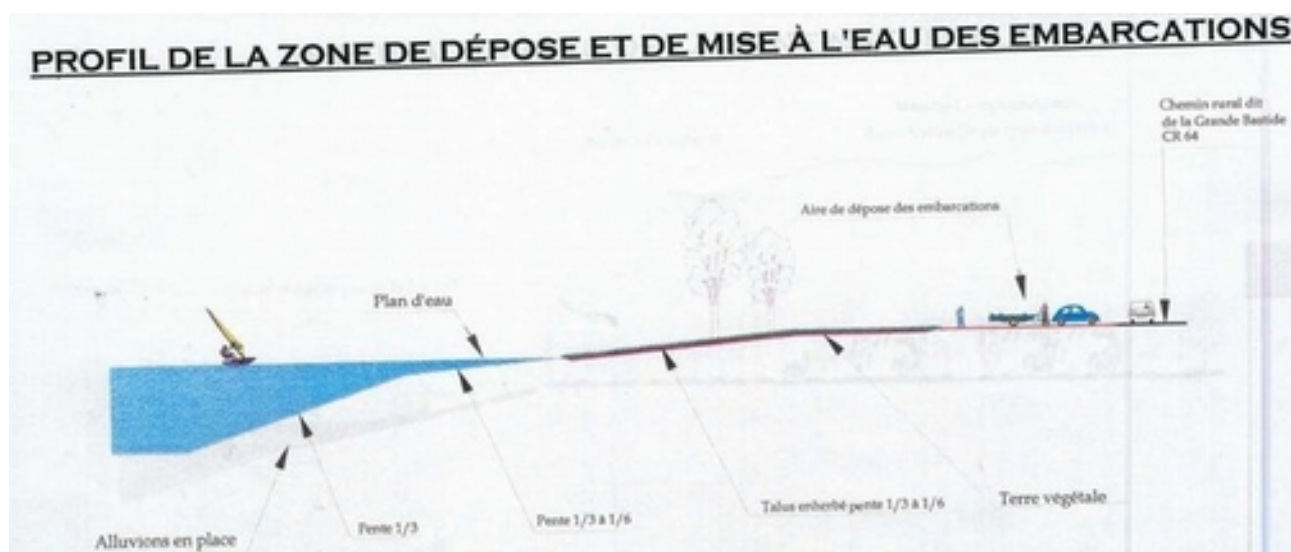 PROFIL DE LA ZONE DE DÉPOSE ET DE MISE À L'EAU DES EMBARCATIONS
Chemin rural dit
de la Grande Bastide
CR 64
Aire de dépose des embarcations
Plan d'eau
Alluvions en place
Pente 1/3
Pente 1/3 à 1/6
Talus enherbé pente 1/3 à 1/6
Terre végétale